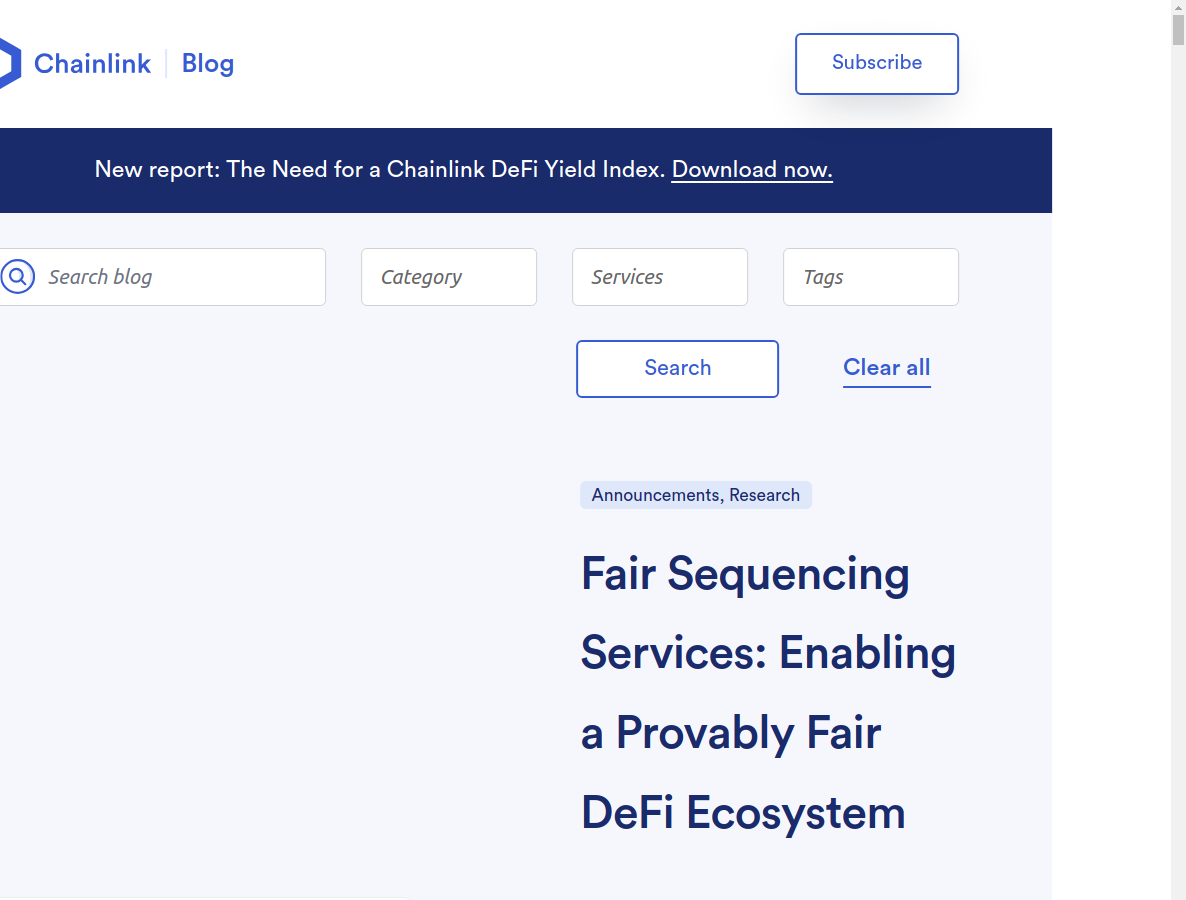 Chainlink Blog
Subscribe
New report: The Need for a Chainlink DeFi Yield Index. Download now.
Search blog
Category
Services
Tags
Search
Clear all
Announcements, Research
Fair Sequencing
Services: Enabling
a Provably Fair
DeFi Ecosystem